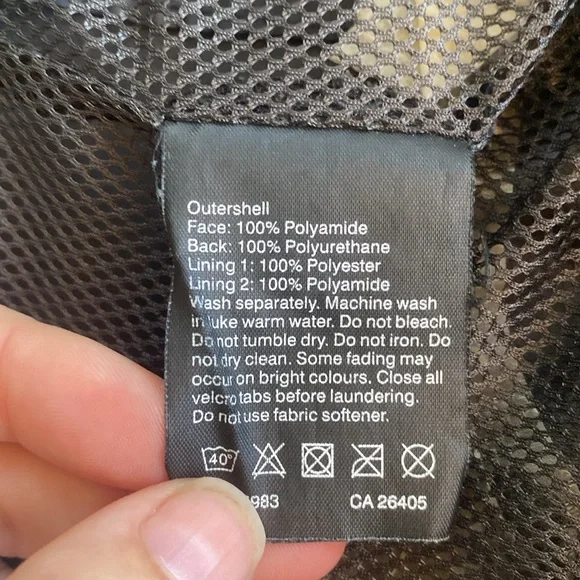 Outershell
Face: 100% Polyamide
Back: 100% Polyurethane
Lining 1: 100% Polyester
Lining 2: 100% Polyamide
Wash separately. Machine wash
in luke warm water. Do not bleach.
Do not tumble dry. Do not iron. Do
not dry clean. Some fading may
occur on bright colours. Close all
velcro tabs before laundering.
Do not use fabric softener.
40°
983 CA 26405